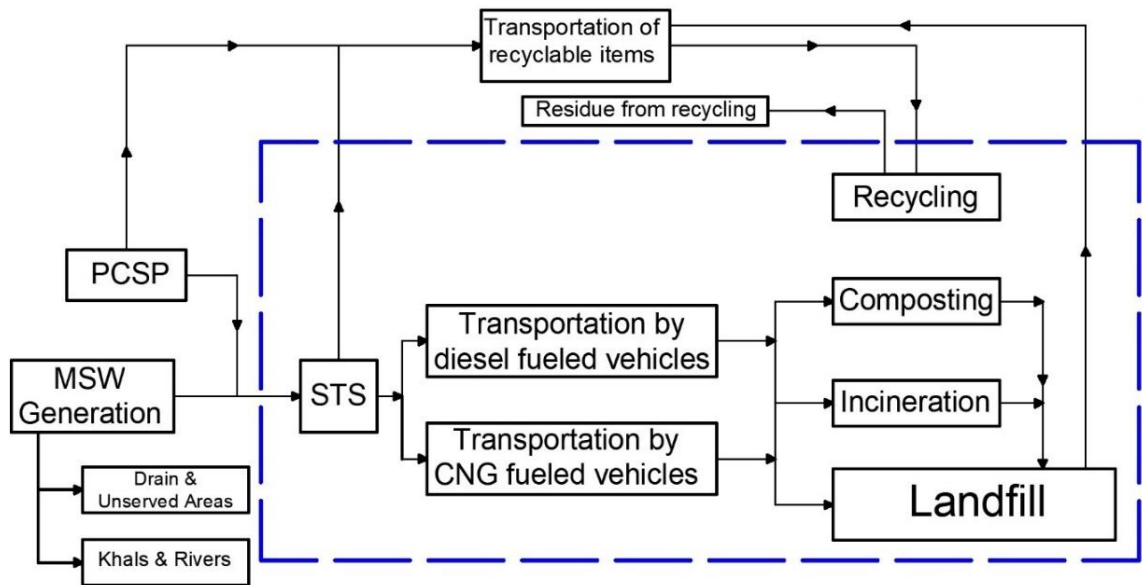 Transportation of
recyclable items
Residue from recycling
Recycling
PCSP
Composting
Transportation by
diesel fueled vehicles
MSW
Generation
STS
Incineration
Transportation by
CNG fueled vehicles
Drain &
Unserved Areas
Landfill
Khals & Rivers